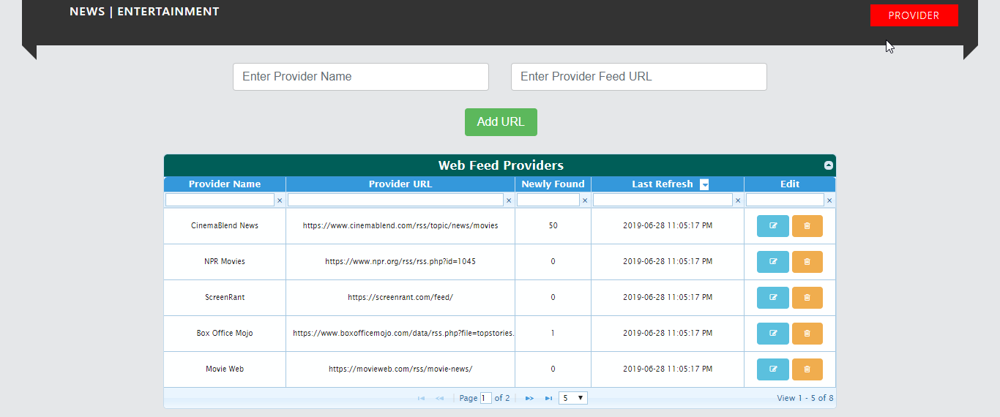 NEWS | ENTERTAINMENT
PROVIDER
Enter Provider Name
Enter Provider Feed URL
Add URL
Web Feed Providers
Provider Name Provider URL Newly Found Last Refresh Edit
x x x x x
CinemaBlend News https://www.cinemablend.com/rss/topic/news/movies 50 2019-06-28 11:05:17 PM
NPR Movies https://www.npr.org/rss/rss.php?id=1045 0 2019-06-28 11:05:17 PM
ScreenRant https://screenrant.com/feed/ 0 2019-06-28 11:05:17 PM
Box Office Mojo https://www.boxofficemojo.com/data/rss.php?file=topstories. 1 2019-06-28 11:05:17 PM
Movie Web https://movieweb.com/rss/movie-news/ 0 2019-06-28 11:05:17 PM
Page 1 of 2 5 View 1 - 5 of 8